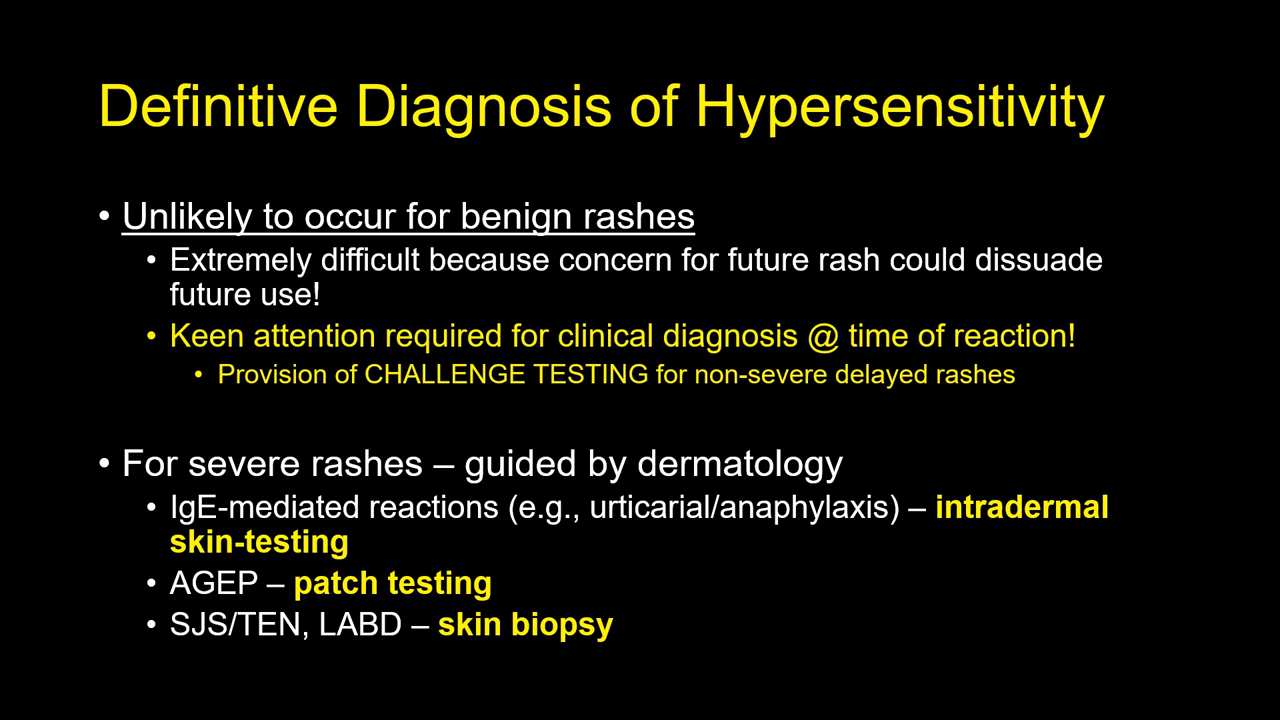 Definitive Diagnosis of Hypersensitivity
• Unlikely to occur for benign rashes
• Extremely difficult because concern for future rash could dissuade
future use!
• Keen attention required for clinical diagnosis @ time of reaction!
• Provision of CHALLENGE TESTING for non-severe delayed rashes
• For severe rashes – guided by dermatology
• IgE-mediated reactions (e.g., urticarial/anaphylaxis) – intradermal
skin-testing
• AGEP – patch testing
• SJS/TEN, LABD – skin biopsy